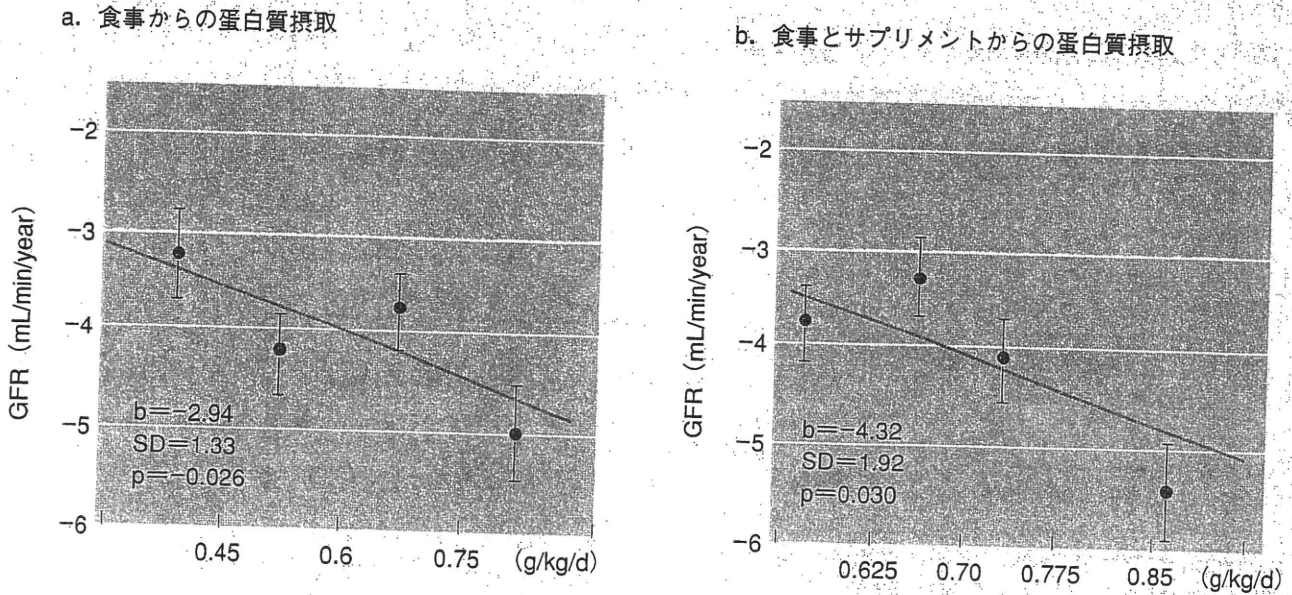 a. 食事からの蛋白質摂取
GFR (mL/min/year)
−2
−3
−4
−5
−6
b=−2.94
SD=1.33
p=−0.026
0.45 0.6 0.75 (g/kg/d)
b. 食事とサプリメントからの蛋白質摂取
GFR (mL/min/year)
−2
−3
−4
−5
−6
b=−4.32
SD=1.92
p=0.030
0.625 0.70 0.775 0.85 (g/kg/d)